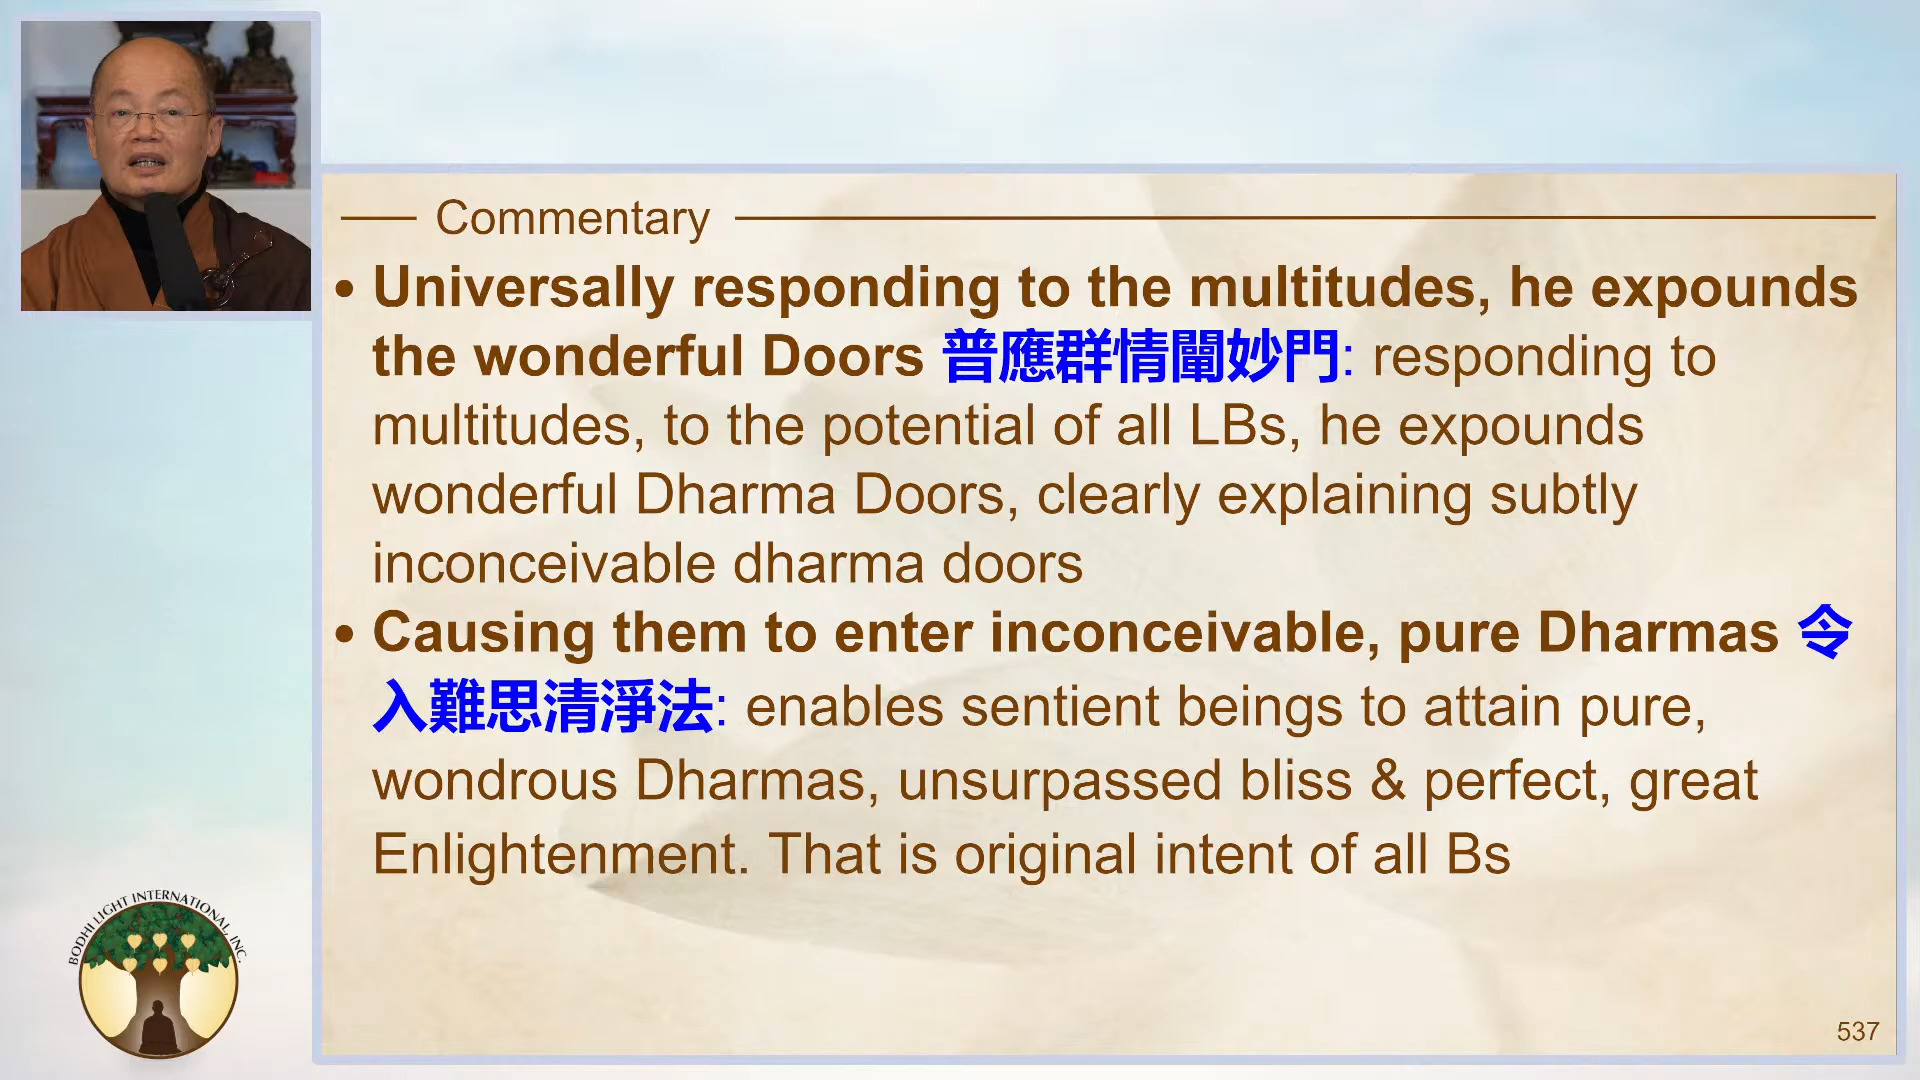 Commentary
• Universally responding to the multitudes, he expounds
the wonderful Doors 普應群情闡妙門: responding to
multitudes, to the potential of all LBs, he expounds
wonderful Dharma Doors, clearly explaining subtly
inconceivable dharma doors
• Causing them to enter inconceivable, pure Dharmas 令
入難思清淨法: enables sentient beings to attain pure,
wondrous Dharmas, unsurpassed bliss & perfect, great
Enlightenment. That is original intent of all Bs
BODHI LIGHT INTERNATIONAL, INC.
537